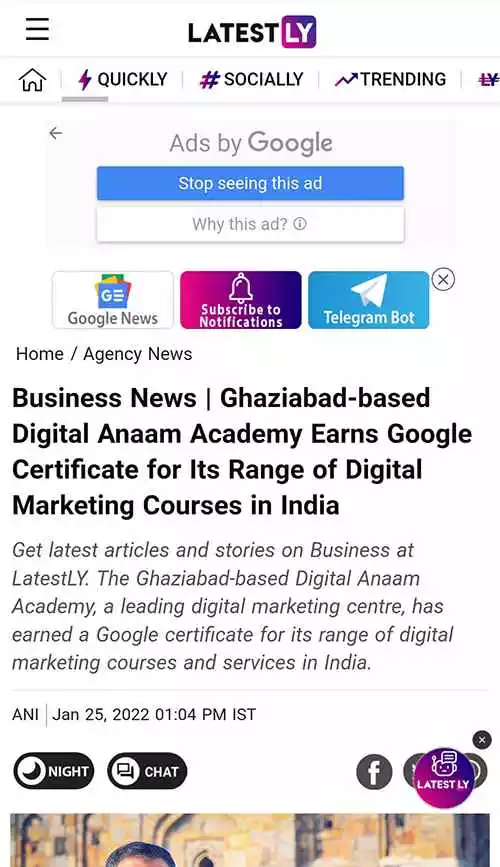 LATESTLY
QUICKLY
#SOCIALLY
TRENDING
LY
Ads by Google
Stop seeing this ad
Why this ad?
GE
Google News
Subscribe to
Notifications
Telegram Bot
Home / Agency News
Business News | Ghaziabad-based
Digital Anaam Academy Earns Google
Certificate for Its Range of Digital
Marketing Courses in India
Get latest articles and stories on Business at
LatestLY. The Ghaziabad-based Digital Anaam
Academy, a leading digital marketing centre, has
earned a Google certificate for its range of digital
marketing courses and services in India.
ANI | Jan 25, 2022 01:04 PM IST
NIGHT
CHAT
f
LATESTLY